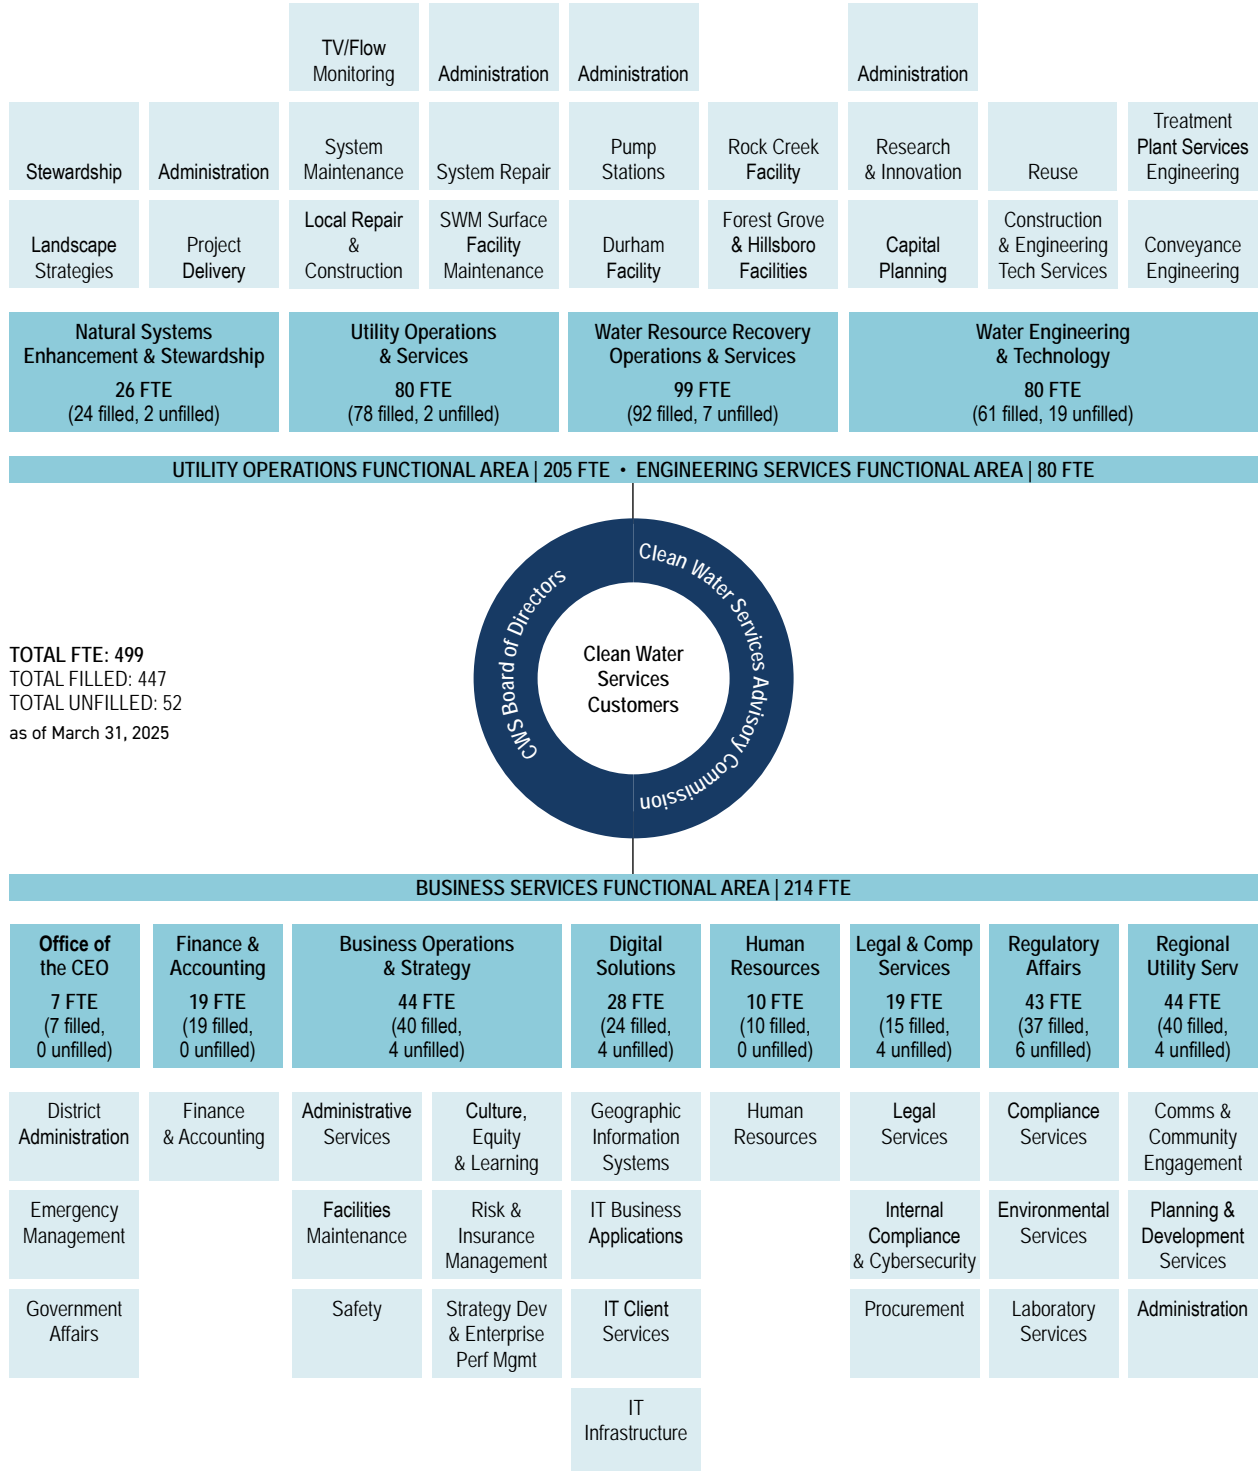 TV/Flow
Monitoring
Administration
Administration
Administration
Stewardship
Administration
System
Maintenance
System Repair
Pump
Stations
Rock Creek
Facility
Research
& Innovation
Reuse
Treatment
Plant Services
Engineering
Landscape
Strategies
Project
Delivery
Local Repair
&
Construction
SWM Surface
Facility
Maintenance
Durham
Facility
Forest Grove
& Hillsboro
Facilities
Capital
Planning
Construction
& Engineering
Tech Services
Conveyance
Engineering
Natural Systems
Enhancement & Stewardship
26 FTE
(24 filled, 2 unfilled)
Utility Operations
& Services
80 FTE
(78 filled, 2 unfilled)
Water Resource Recovery
Operations & Services
99 FTE
(92 filled, 7 unfilled)
Water Engineering
& Technology
80 FTE
(61 filled, 19 unfilled)
UTILITY OPERATIONS FUNCTIONAL AREA | 205 FTE • ENGINEERING SERVICES FUNCTIONAL AREA | 80 FTE
CWS Board of Directors
Clean Water Services Advisory Commission
Clean Water
Services
Customers
TOTAL FTE: 499
TOTAL FILLED: 447
TOTAL UNFILLED: 52
as of March 31, 2025
BUSINESS SERVICES FUNCTIONAL AREA | 214 FTE
Office of
the CEO
7 FTE
(7 filled,
0 unfilled)
Finance &
Accounting
19 FTE
(19 filled,
0 unfilled)
Business Operations
& Strategy
44 FTE
(40 filled,
4 unfilled)
Digital
Solutions
28 FTE
(24 filled,
4 unfilled)
Human
Resources
10 FTE
(10 filled,
0 unfilled)
Legal & Comp
Services
19 FTE
(15 filled,
4 unfilled)
Regulatory
Affairs
43 FTE
(37 filled,
6 unfilled)
Regional
Utility Serv
44 FTE
(40 filled,
4 unfilled)
District
Administration
Finance
& Accounting
Administrative
Services
Culture,
Equity
& Learning
Geographic
Information
Systems
Human
Resources
Legal
Services
Compliance
Services
Comms &
Community
Engagement
Emergency
Management
Facilities
Maintenance
Risk &
Insurance
Management
IT Business
Applications
Internal
Compliance
& Cybersecurity
Environmental
Services
Planning &
Development
Services
Government
Affairs
Safety
Strategy Dev
& Enterprise
Perf Mgmt
IT Client
Services
Procurement
Laboratory
Services
Administration
IT
Infrastructure